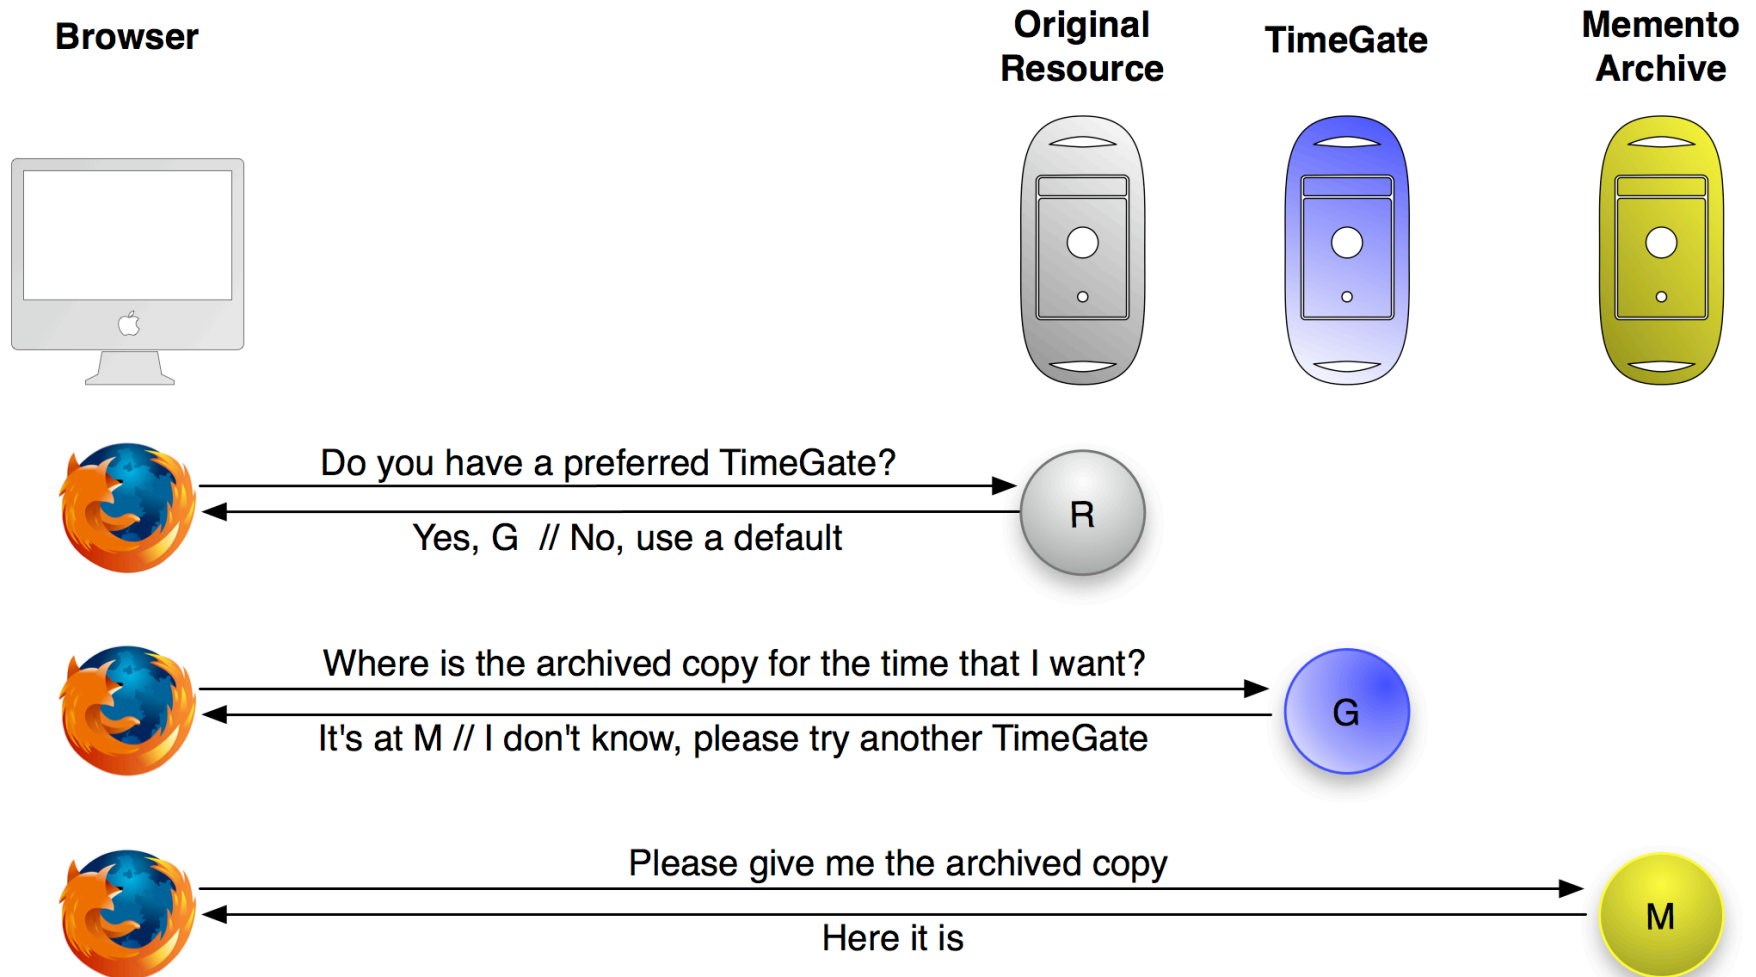 Browser
Original
Resource
TimeGate
Memento
Archive
Do you have a preferred TimeGate?
R
Yes, G // No, use a default
Where is the archived copy for the time that I want?
G
It's at M // I don't know, please try another TimeGate
Please give me the archived copy
M
Here it is